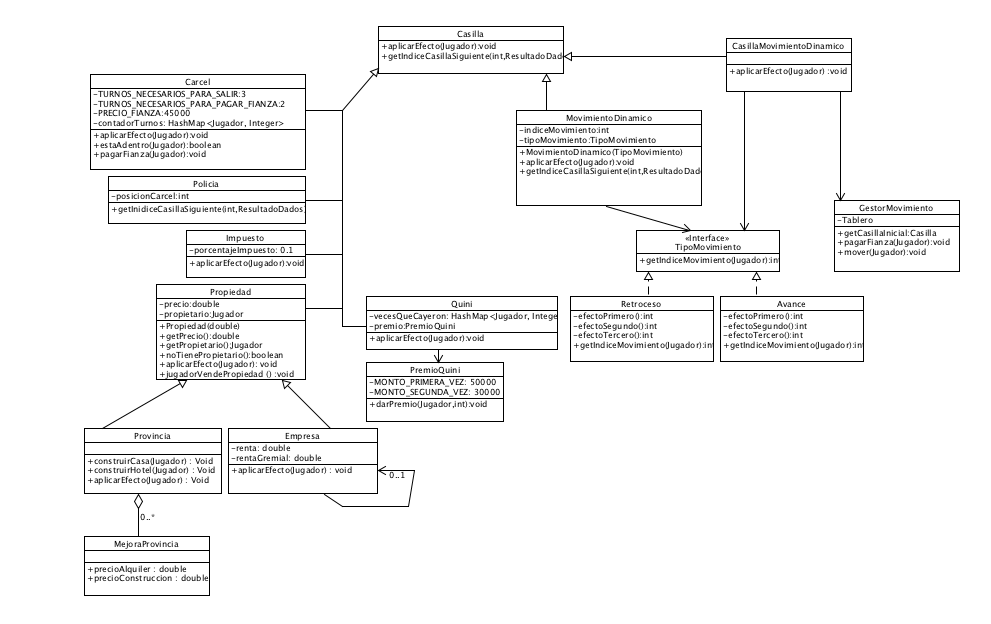 Casilla
+aplicarEfecto(Jugador):void
+getIndiceCasillaSiguiente(int,ResultadoDad
CasillaMovimientoDinamico
+aplicarEfecto(Jugador) :void
Carcel
-TURNOS_NECESARIOS_PARA_SALIR:3
-TURNOS_NECESARIOS_PARA_PAGAR_FIANZA:2
-PRECIO_FIANZA:45000
-contadorTurnos: HashMap<Jugador, Integer>
+aplicarEfecto(Jugador):void
+estaAdentro(Jugador):boolean
+pagarFianza(Jugador):void
MovimientoDinamico
-indiceMovimiento:int
-tipoMovimiento:TipoMovimiento
+MovimientoDinamico(TipoMovimiento)
+aplicarEfecto(Jugador):void
+getIndiceCasillaSiguiente(int,ResultadoDad
Policia
-posicionCarcel:int
+getInidiceCasillaSiguiente(int,ResultadoDados)
GestorMovimiento
-Tablero
+getCasillaInicial:Casilla
+pagarFianza(Jugador):void
+mover(Jugador):void
Impuesto
-porcentajeImpuesto: 0.1
+aplicarEfecto(Jugador):void
«Interface»
TipoMovimiento
+getIndiceMovimiento(Jugador):int
Propiedad
-precio:double
-propietario:Jugador
+Propiedad(double)
+getPrecio():double
+getPropietario():Jugador
+noTienePropietario():boolean
+aplicarEfecto(Jugador): void
+jugadorVendePropiedad () :void
Quini
-vecesQueCayeron: HashMap<Jugador, Intege
-premio:PremioQuini
+aplicarEfecto(Jugador):void
Retroceso
-efectoPrimero():int
-efectoSegundo():int
-efectoTercero():int
+getIndiceMovimiento(Jugador):int
Avance
-efectoPrimero():int
-efectoSegundo():int
-efectoTercero():int
+getIndiceMovimiento(Jugador):int
PremioQuini
-MONTO_PRIMERA_VEZ: 50000
-MONTO_SEGUNDA_VEZ: 30000
+darPremio(Jugador,int):void
Provincia
+construirCasa(Jugador) : Void
+construirHotel(Jugador) : Void
+aplicarEfecto(Jugador) : Void
Empresa
-renta: double
-rentaGremial: double
+aplicarEfecto(Jugador) : void
0..1
0..*
MejoraProvincia
+precioAlquiler : double
+precioConstruccion : double